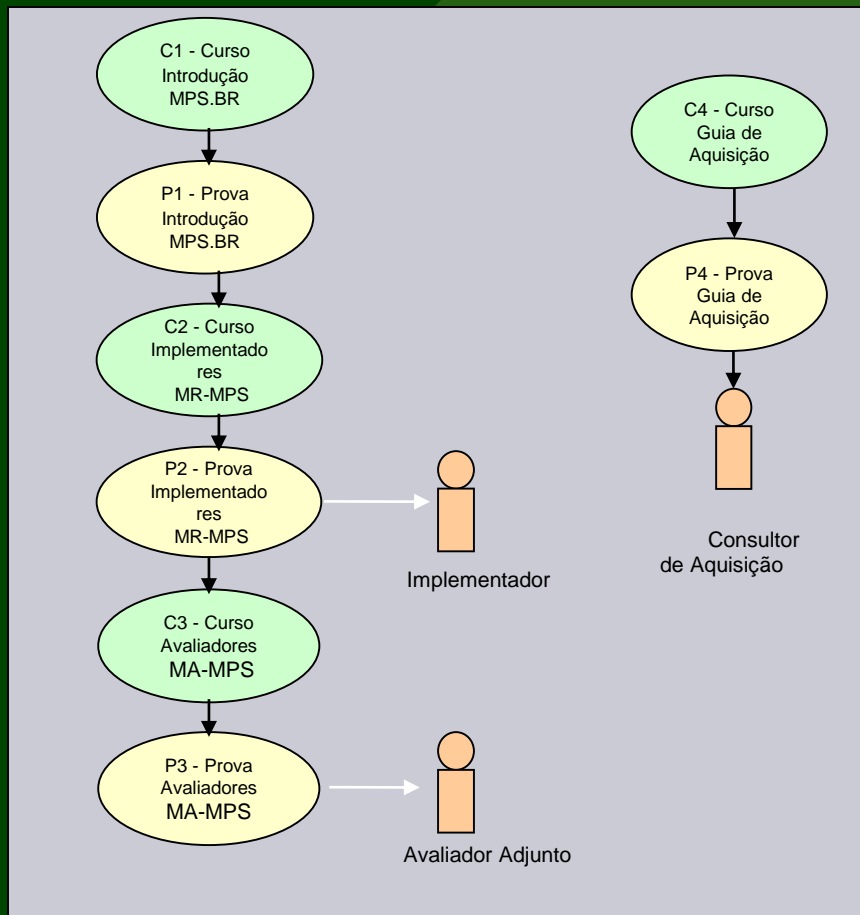 C1 - Curso
Introdução
MPS.BR
P1 - Prova
Introdução
MPS.BR
C2 - Curso
Implementado
res
MR-MPS
P2 - Prova
Implementado
res
MR-MPS
Implementador
C3 - Curso
Avaliadores
MA-MPS
P3 - Prova
Avaliadores
MA-MPS
Avaliador Adjunto
C4 - Curso
Guia de
Aquisição
P4 - Prova
Guia de
Aquisição
Consultor
de Aquisição